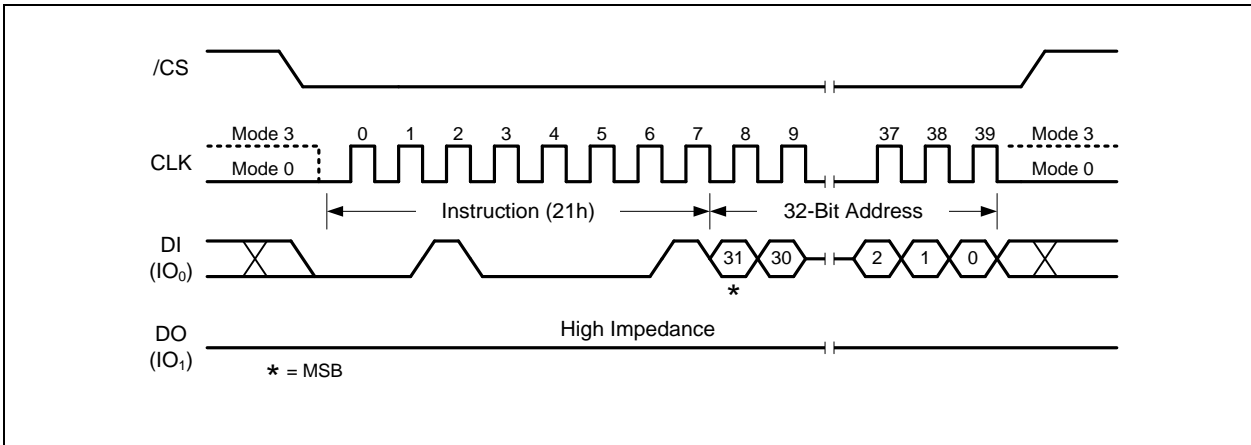 /CS
Mode 3 0 1 2 3 4 5 6 7 8 9 37 38 39 Mode 3
CLK
Mode 0 Mode 0
Instruction (21h) 32-Bit Address
DI
(IO₀)
31 30 2 1 0
*
High Impedance
DO
(IO₁)
* = MSB